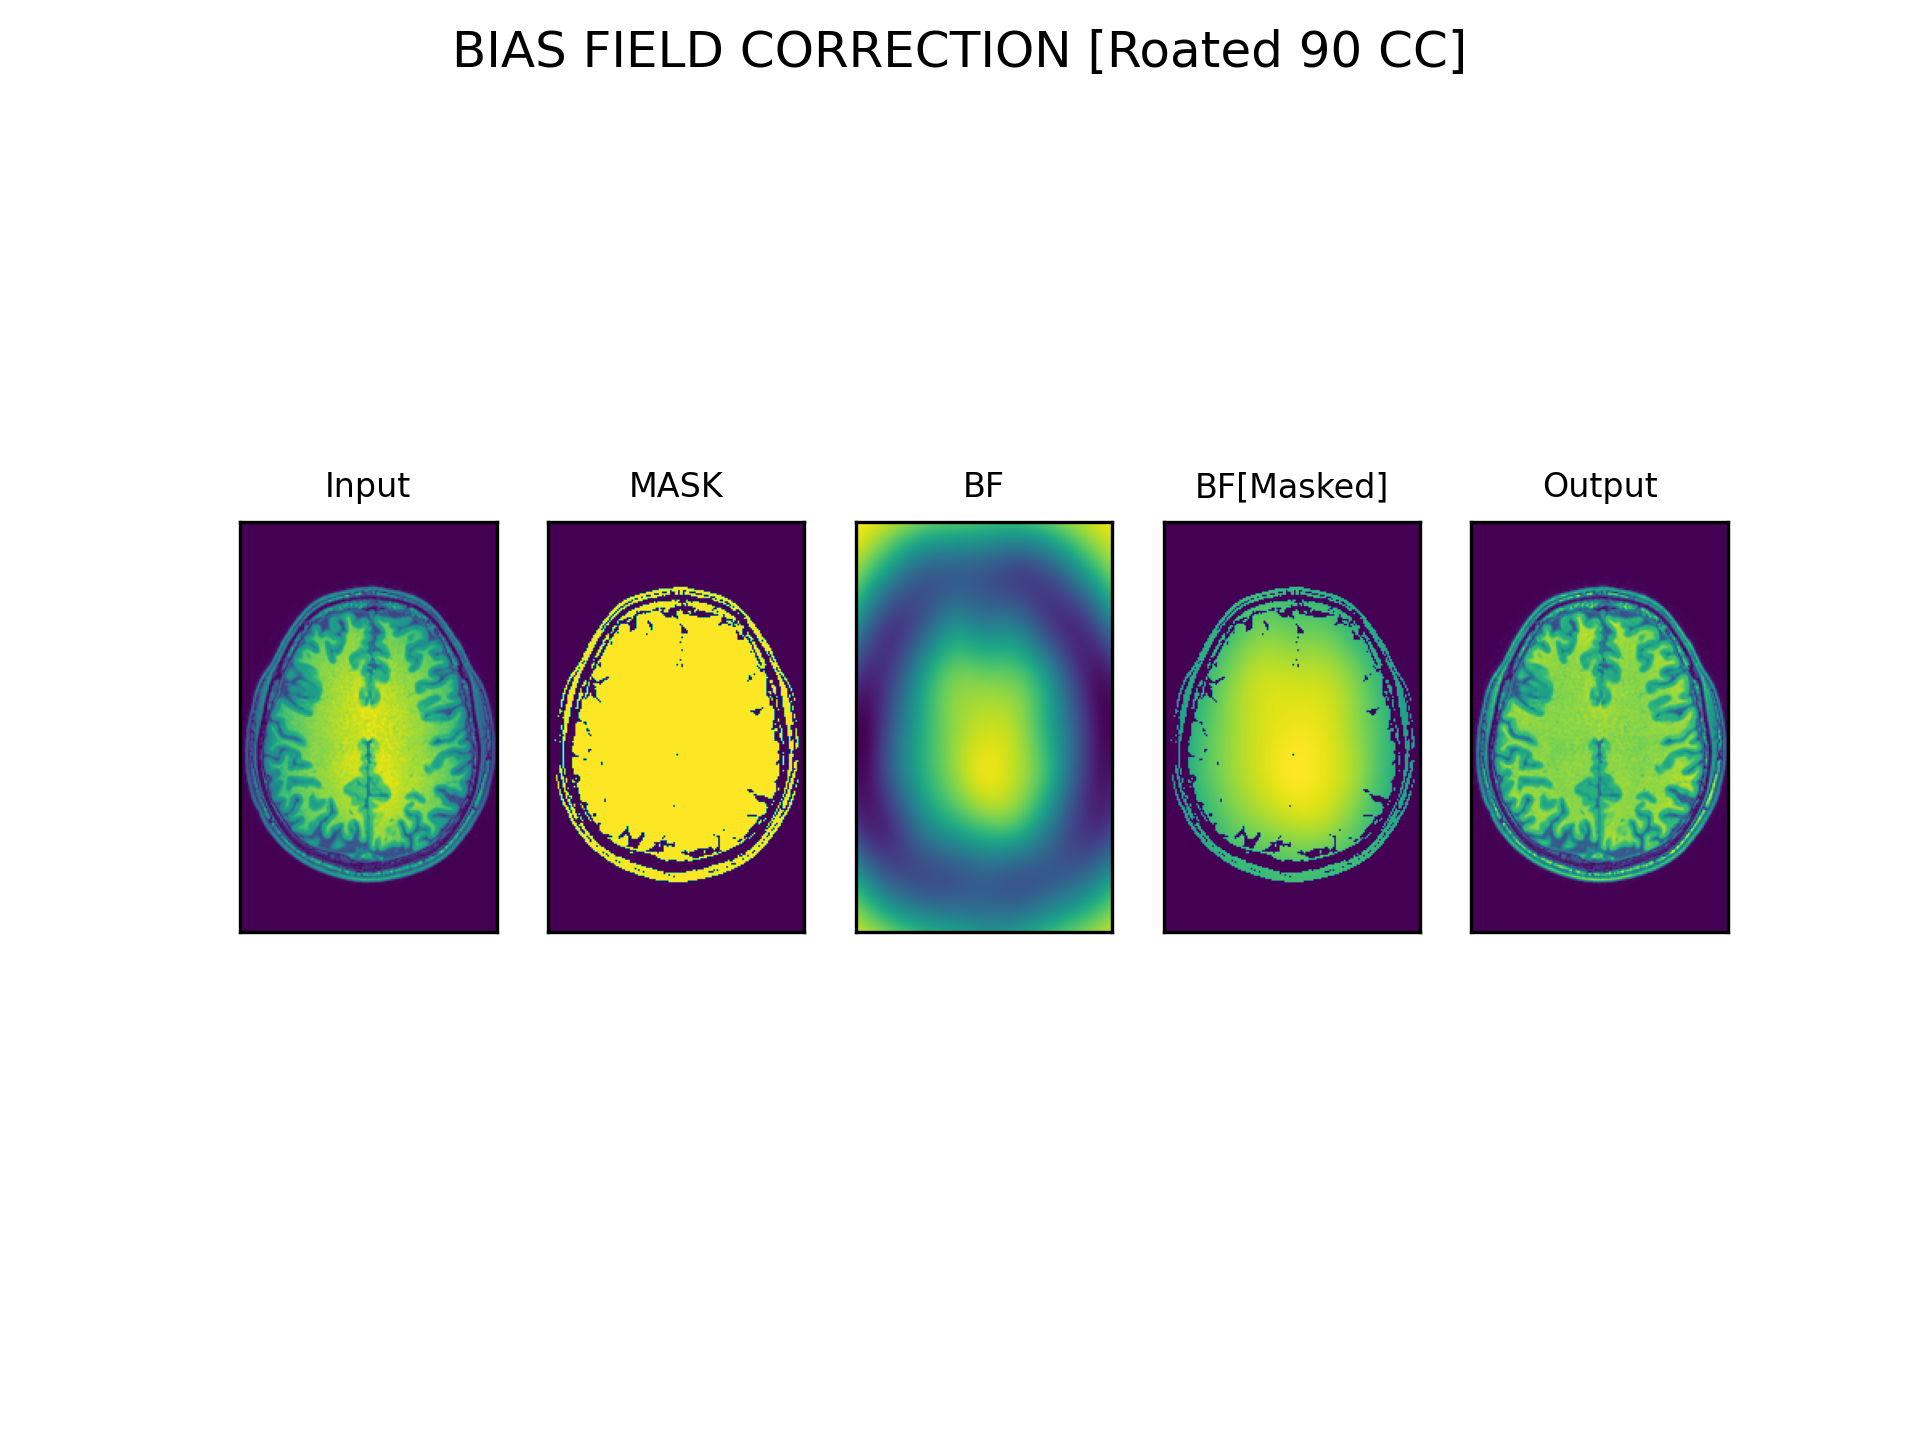 BIAS FIELD CORRECTION [Roated 90 CC]
Input
MASK
BF
BF[Masked]
Output